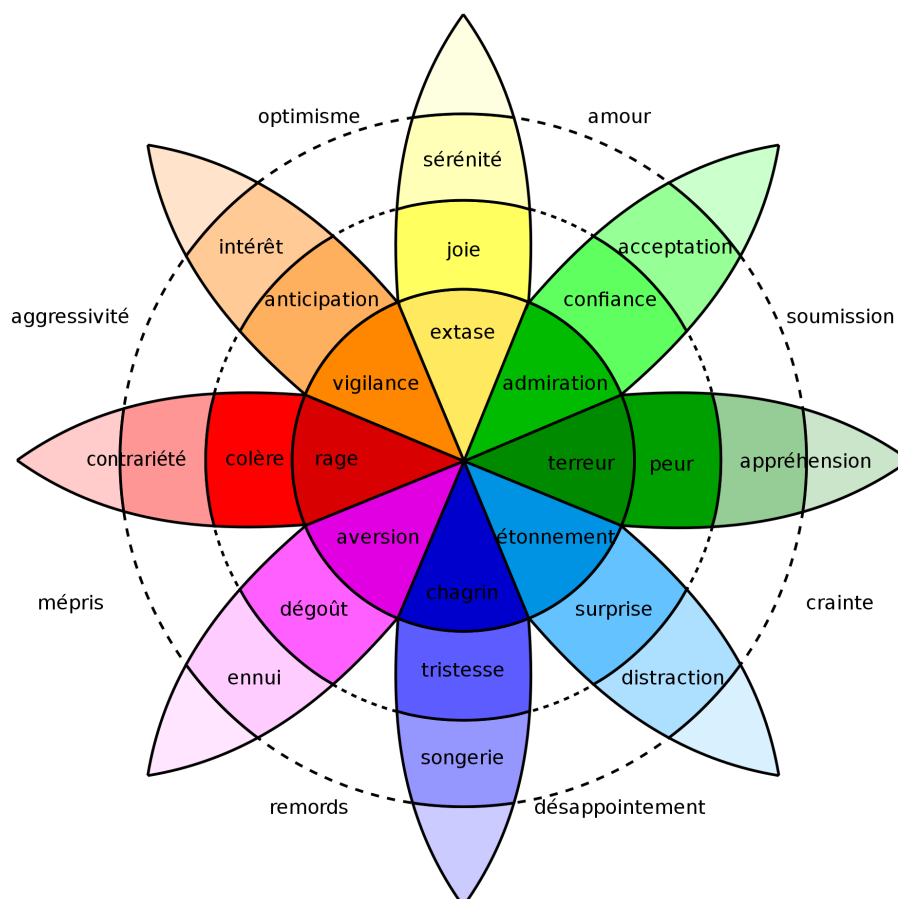 optimisme
amour
sérénité
intérêt
joie
acceptation
anticipation
confiance
aggressivité
soumission
extase
vigilance
admiration
contrariété
colère
rage
terreur
peur
appréhension
aversion
étonnement
mépris
dégoût
chagrin
surprise
crainte
ennui
tristesse
distraction
songerie
remords
désappointement